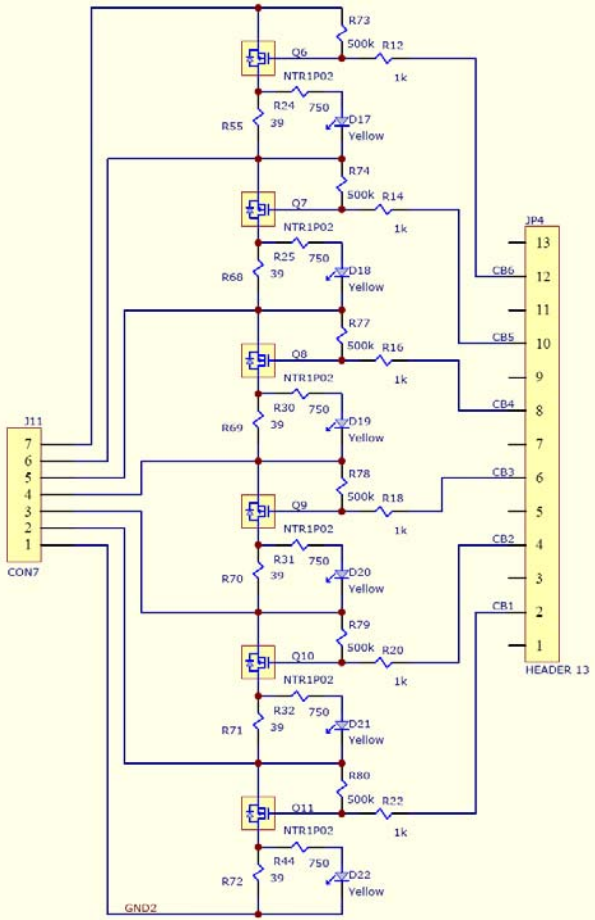 R73
500k
R12
1k
Q6
NTR1P02
R24
750
R55
39
D17
Yellow
R74
500k
R14
1k
Q7
NTR1P02
R25
750
R68
39
D18
Yellow
R77
500k
R16
1k
Q8
NTR1P02
R30
750
R69
39
D19
Yellow
R78
500k
R18
1k
Q9
NTR1P02
R31
750
R70
39
D20
Yellow
R79
500k
R20
1k
Q10
NTR1P02
R32
750
R71
39
D21
Yellow
R80
500k
R22
1k
Q11
NTR1P02
R44
750
R72
39
D22
Yellow
GND2
J11
7
6
5
4
3
2
1
CON7
JP4
13
CB6 12
11
CB5 10
9
CB4 8
7
CB3 6
5
CB2 4
3
CB1 2
1
HEADER 13